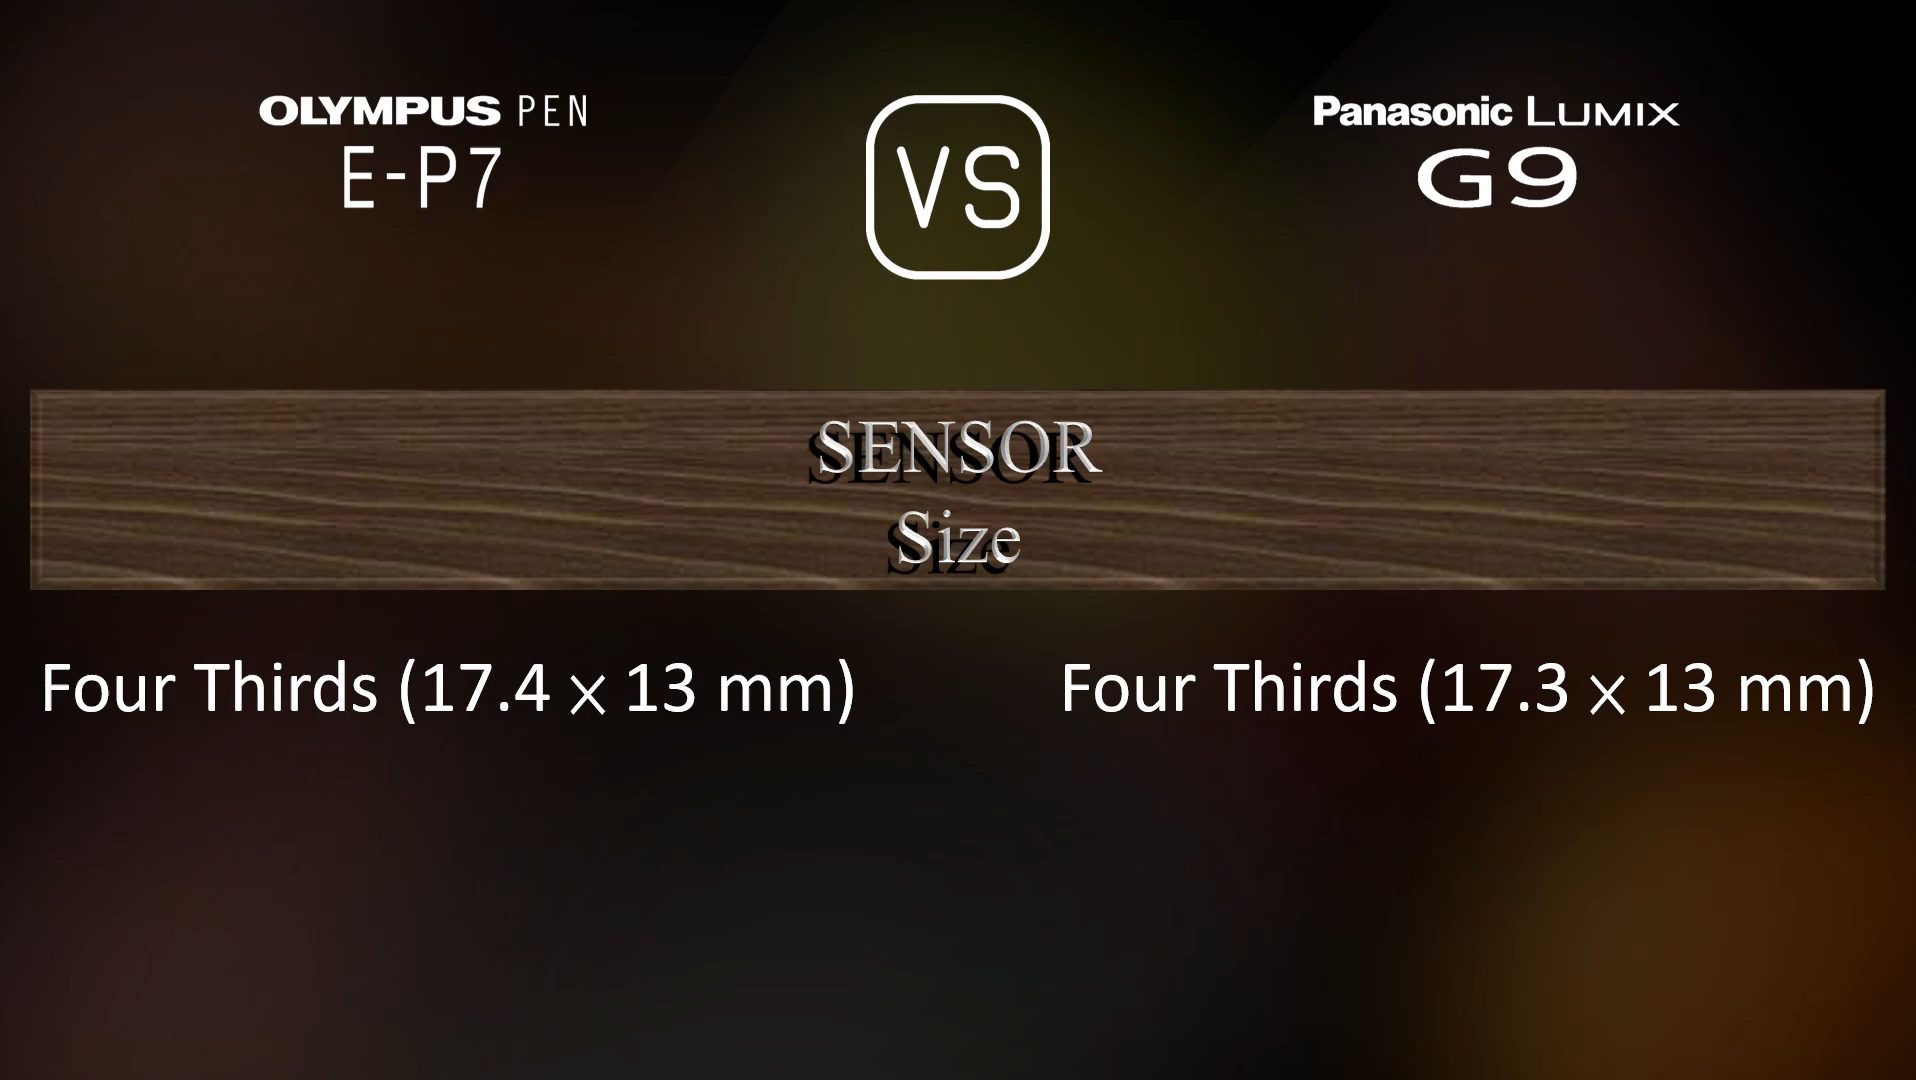 OLYMPUS PEN
E-P7
VS
Panasonic LUMIX
G9
SENSOR
Size
Four Thirds (17.4 x 13 mm)
Four Thirds (17.3 x 13 mm)